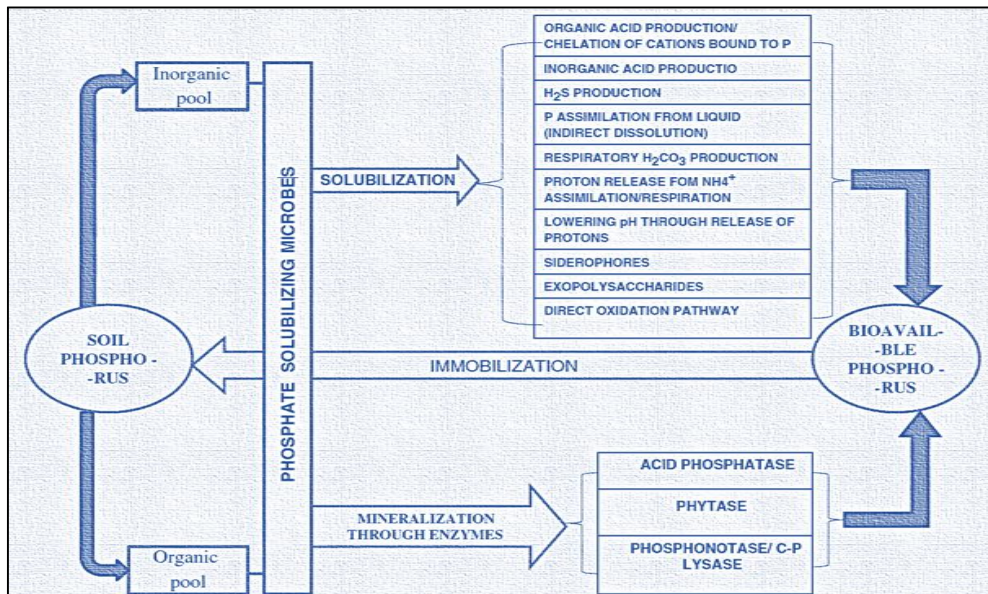 Inorganic
pool
PHOSPHATE SOLUBILIZING MICROBES
SOLUBILIZATION
ORGANIC ACID PRODUCTION/
CHELATION OF CATIONS BOUND TO P
INORGANIC ACID PRODUCTIO
H₂S PRODUCTION
P ASSIMILATION FROM LIQUID
(INDIRECT DISSOLUTION)
RESPIRATORY H₂CO₃ PRODUCTION
PROTON RELEASE FOM NH4⁺
ASSIMILATION/RESPIRATION
LOWERING pH THROUGH RELEASE OF
PROTONS
SIDEROPHORES
EXOPOLYSACCHARIDES
DIRECT OXIDATION PATHWAY
SOIL
PHOSPHO -
-RUS
IMMOBILIZATION
BIOAVAIL-
-BLE
PHOSPHO -
-RUS
MINERALIZATION
THROUGH ENZYMES
ACID PHOSPHATASE
PHYTASE
PHOSPHONOTASE/ C-P
LYSASE
Organic
pool